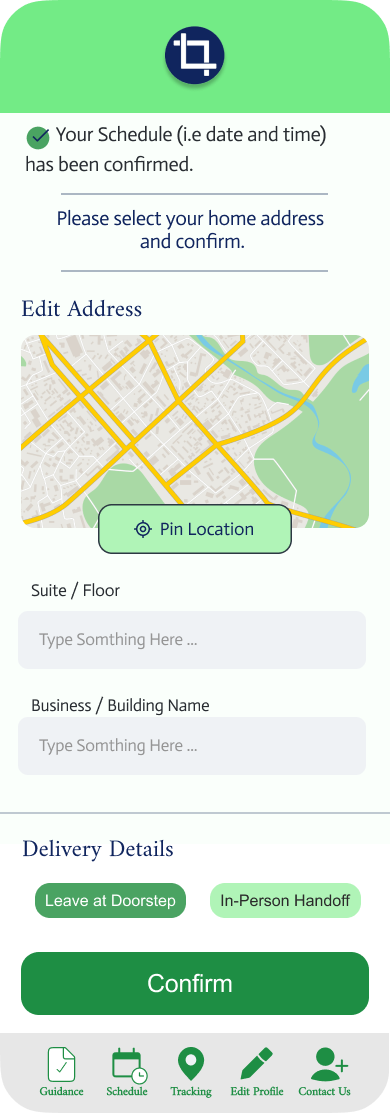 Your Schedule (i.e date and time)
has been confirmed.
Please select your home address
and confirm.
Edit Address
Pin Location
Suite / Floor
Type Somthing Here ...
Business / Building Name
Type Somthing Here ...
Delivery Details
Leave at Doorstep
In-Person Handoff
Confirm
Guidance
Schedule
Tracking
Edit Profile
Contact Us